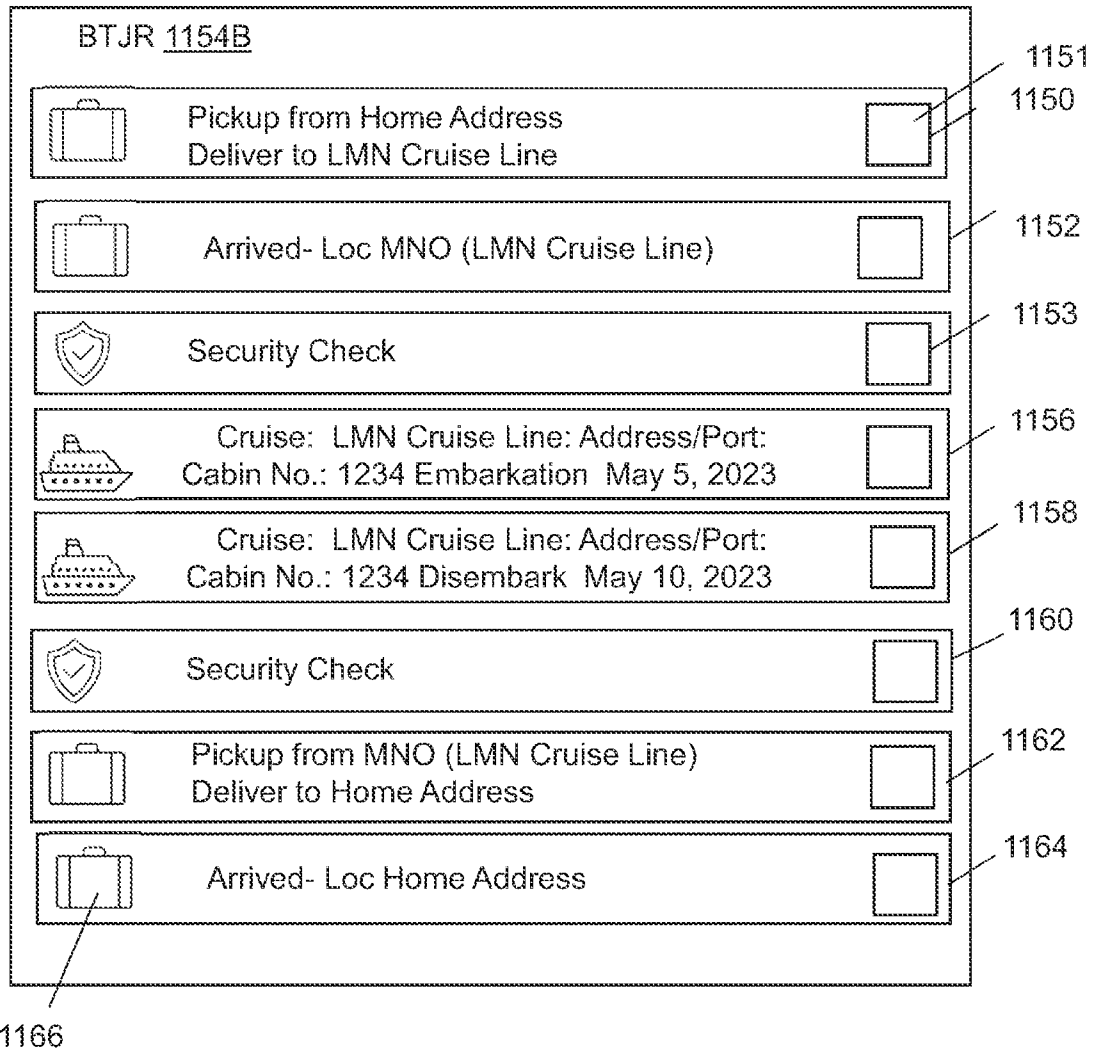 BTJR 1154B
1151
1150
Pickup from Home Address
Deliver to LMN Cruise Line
1152
Arrived- Loc MNO (LMN Cruise Line)
1153
Security Check
1156
Cruise: LMN Cruise Line: Address/Port:
Cabin No.: 1234 Embarkation May 5, 2023
1158
Cruise: LMN Cruise Line: Address/Port:
Cabin No.: 1234 Disembark May 10, 2023
1160
Security Check
1162
Pickup from MNO (LMN Cruise Line)
Deliver to Home Address
1164
Arrived- Loc Home Address
1166